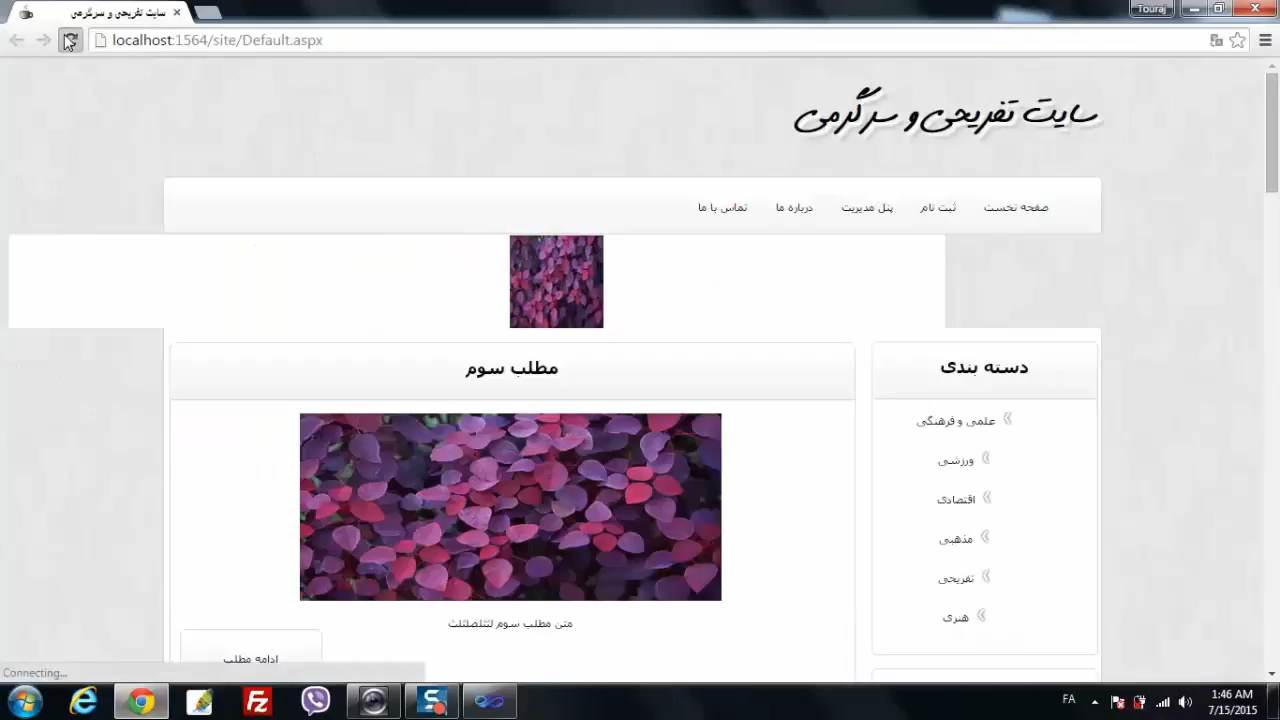 سایت تفریحی و سرگرمی
Touraj
localhost:1564/site/Default.aspx
سایت تفریحی و سرگرمی
صفحه نخست
ثبت نام
پنل مدیریت
درباره ما
تماس با ما
مطلب سوم
دسته بندی
علمی و فرهنگی
ورزشی
اقتصادی
مذهبی
تفریحی
هنری
متن مطلب سوم لثتلصلثلث
ادامه مطلب
Connecting...
FA
1:46 AM
7/15/2015